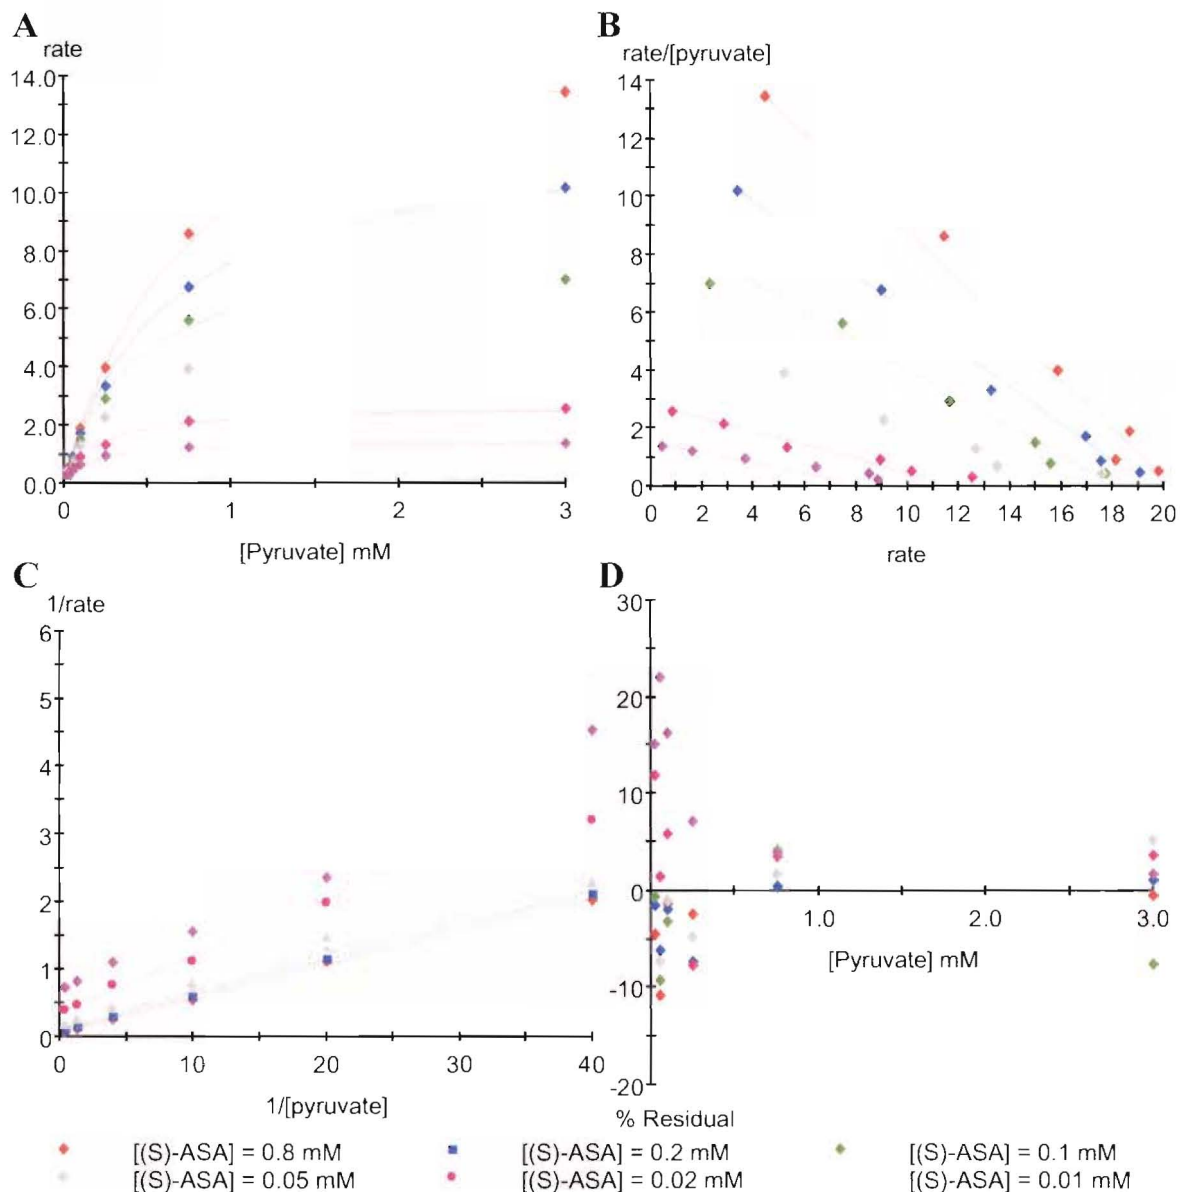 A
rate
14.0
12.0
10.0
8.0
6.0
4.0
2.0
0.0
0 1 2 3
[Pyruvate] mM
B
rate/[pyruvate]
14
12
10
8
6
4
2
0
0 2 4 6 8 10 12 14 16 18 20
rate
C
1/rate
6
5
4
3
2
1
0
0 10 20 30 40
1/[pyruvate]
D
30
20
10
0
-10
-20
1.0 2.0 3.0
[Pyruvate] mM
% Residual
[(S)-ASA] = 0.8 mM
[(S)-ASA] = 0.2 mM
[(S)-ASA] = 0.1 mM
[(S)-ASA] = 0.05 mM
[(S)-ASA] = 0.02 mM
[(S)-ASA] = 0.01 mM